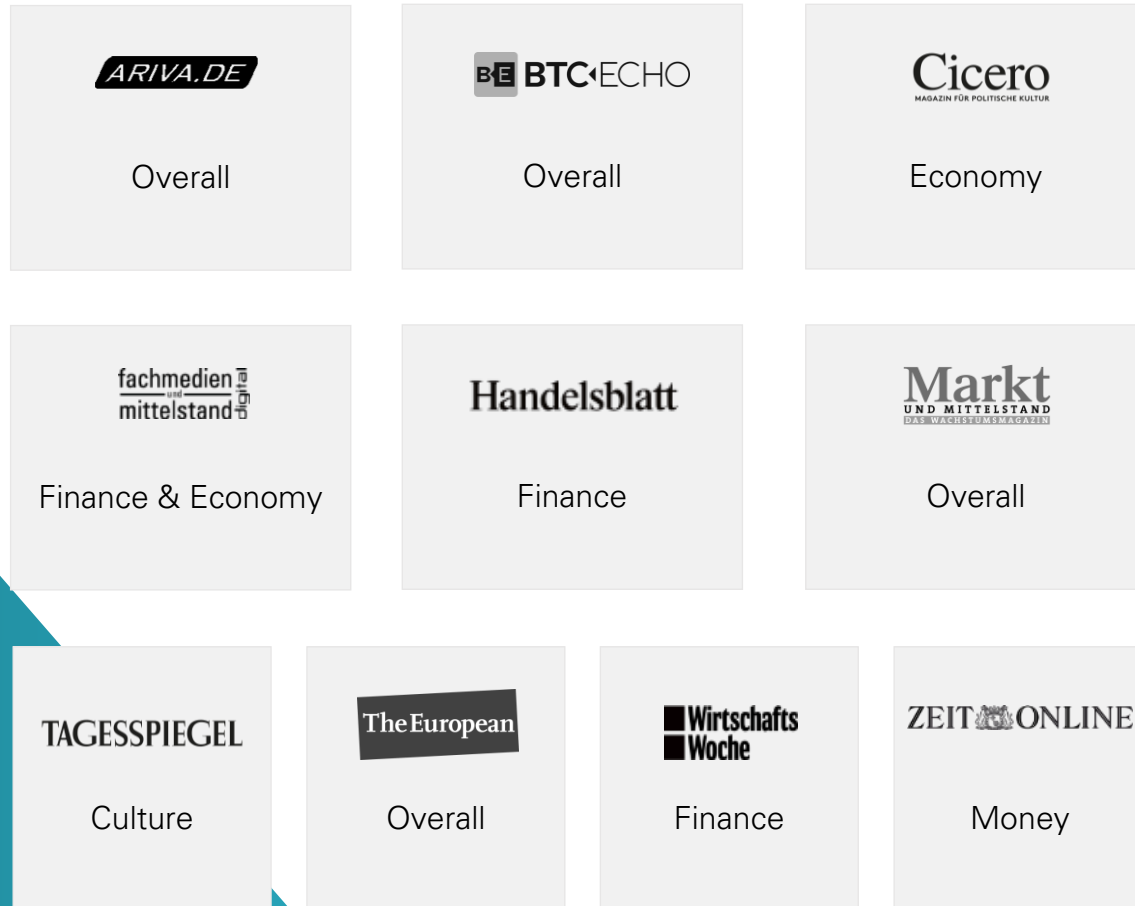 ARIVA.DE
BE BTC ECHO
Cicero
MAGAZIN FÜR POLITISCHE KULTUR
Overall
Overall
Economy
fachmedien
und
mittelstand
digital
Handelsblatt
Markt
UND MITTELSTAND
DAS WACHSTUMSMAGAZIN
Finance & Economy
Finance
Overall
TAGESSPIEGEL
The European
Wirtschafts
Woche
ZEIT ONLINE
Culture
Overall
Finance
Money